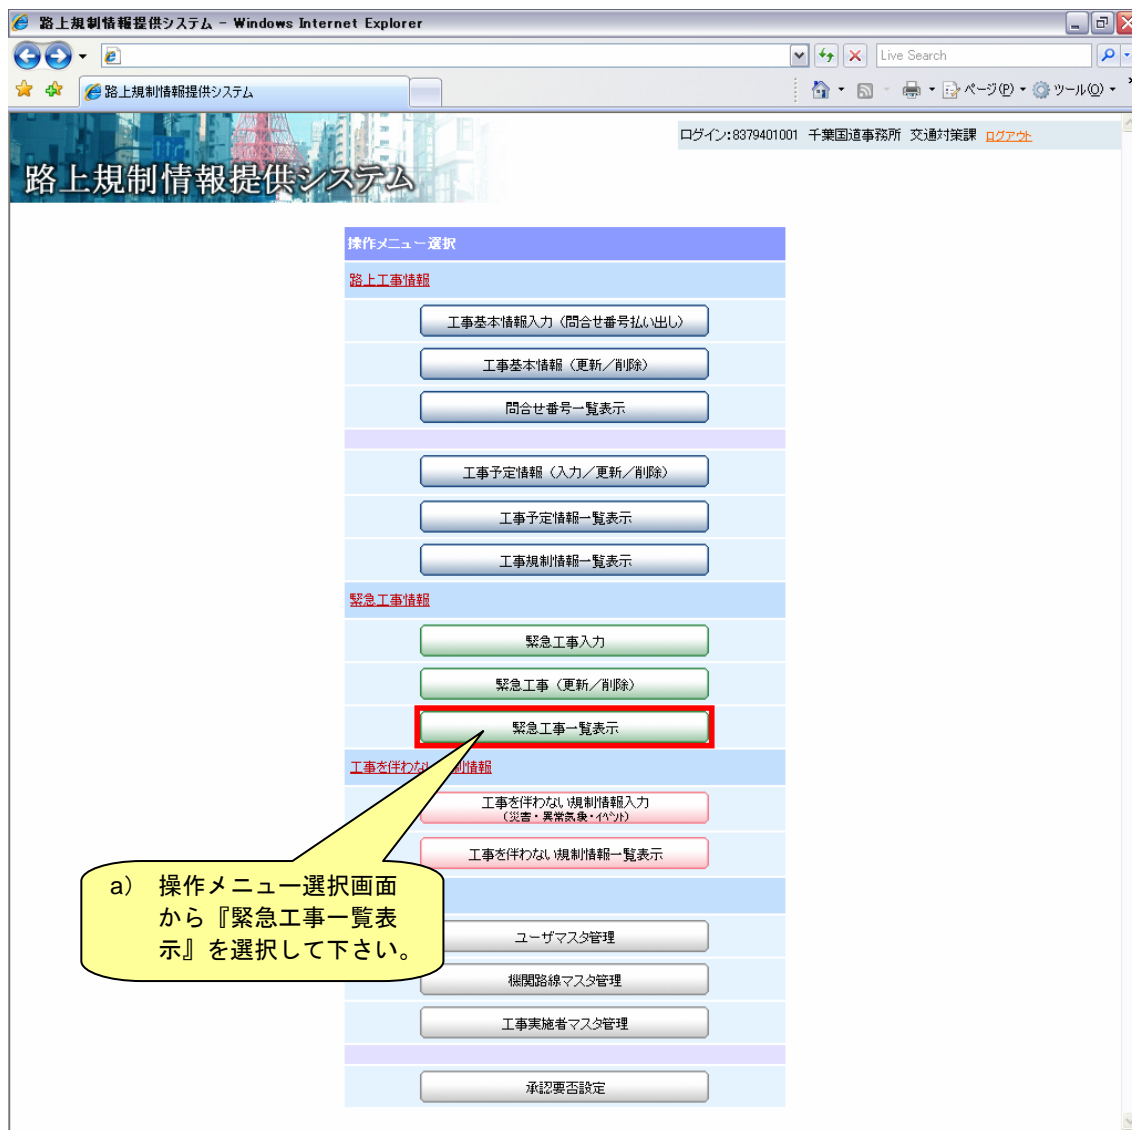 路上規制情報提供システム - Windows Internet Explorer
Live Search
路上規制情報提供システム
ページ(P)
ツール(O)
ログイン:8379401001 千葉国道事務所 交通対策課 ログアウト
路上規制情報提供システム
操作メニュー選択
路上工事情報
工事基本情報入力（問合せ番号払い出し）
工事基本情報（更新／削除）
問合せ番号一覧表示
工事予定情報（入力／更新／削除）
工事予定情報一覧表示
工事規制情報一覧表示
緊急工事情報
緊急工事入力
緊急工事（更新／削除）
緊急工事一覧表示
工事を伴わない 制情報
工事を伴わない規制情報入力
（災害・異常気象・イベント）
工事を伴わない規制情報一覧表示
a） 操作メニュー選択画面
から『緊急工事一覧表
示』を選択して下さい。
ユーザマスタ管理
機関路線マスタ管理
工事実施者マスタ管理
承認要否設定